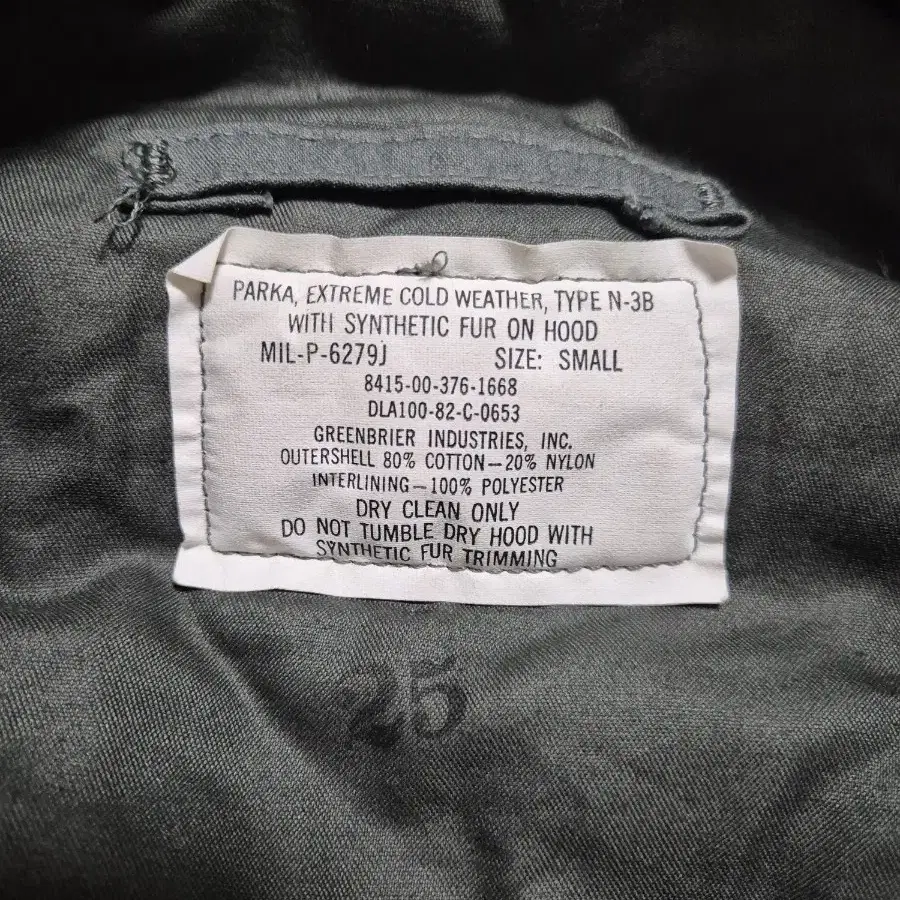 PARKA, EXTREME COLD WEATHER, TYPE N-3B
WITH SYNTHETIC FUR ON HOOD
MIL-P-6279J SIZE: SMALL
8415-00-376-1668
DLA100-82-C-0653
GREENBRIER INDUSTRIES, INC.
OUTERSHELL 80% COTTON—20% NYLON
INTERLINING—100% POLYESTER
DRY CLEAN ONLY
DO NOT TUMBLE DRY HOOD WITH
SYNTHETIC FUR TRIMMING
25